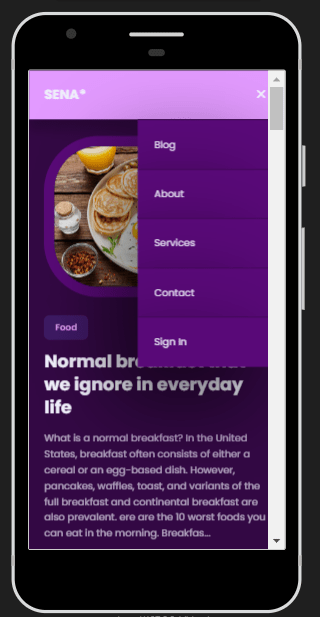 SENA®
×
Blog
About
Services
Contact
Sign In
Food
Normal br
we ignore in everyday
life
What is a normal breakfast? In the United
States, breakfast often consists of either a
cereal or an egg-based dish. However,
pancakes, waffles, toast, and variants of the
full breakfast and continental breakfast are
also prevalent. ere are the 10 worst foods you
can eat in the morning. Breakfas...